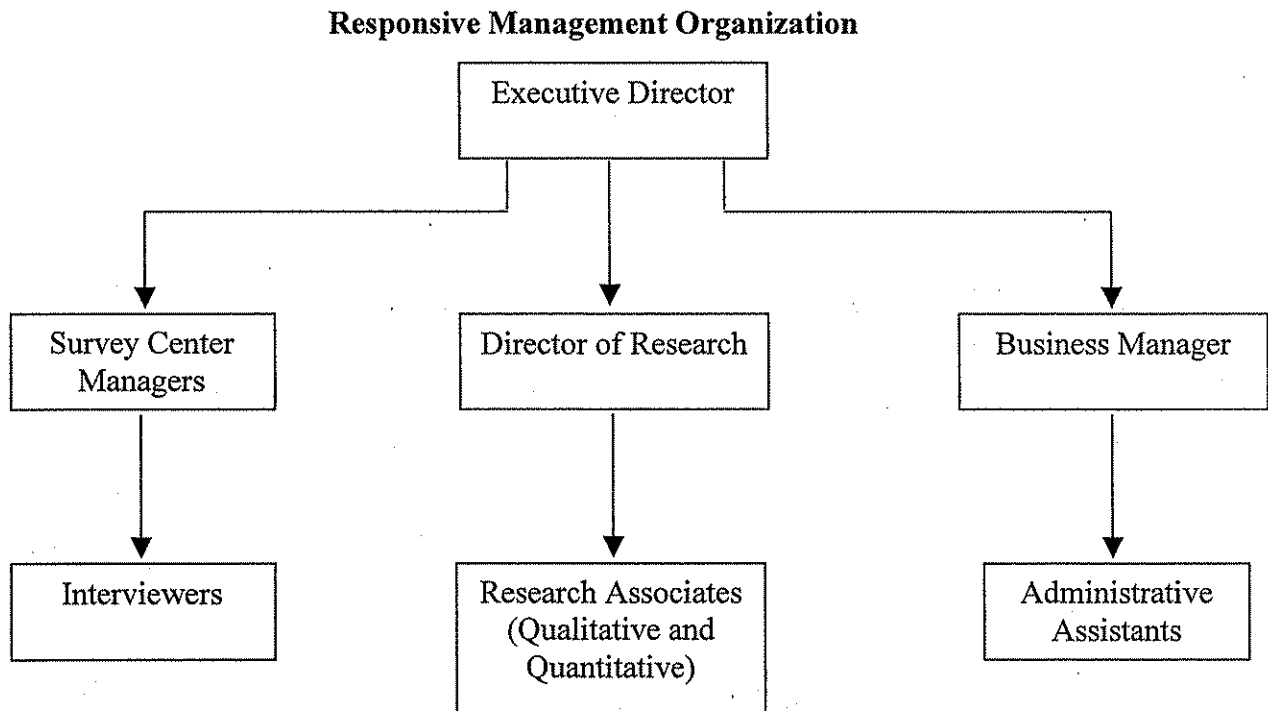 Responsive Management Organization
Executive Director
Survey Center
Managers
Director of Research
Business Manager
Interviewers
Research Associates
(Qualitative and
Quantitative)
Administrative
Assistants